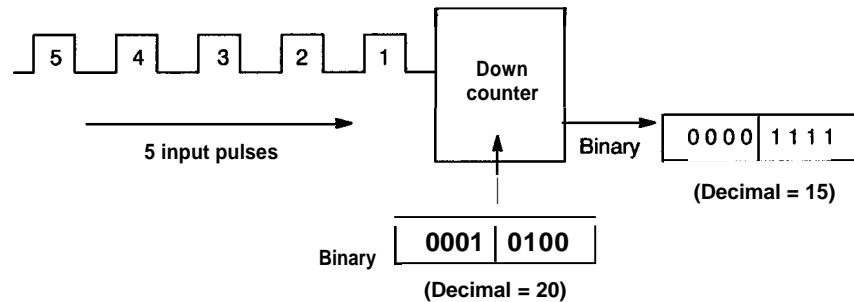 5 4 3 2 1
Down
counter
5 input pulses
Binary
0000 1111
(Decimal = 15)
Binary
0001 0100
(Decimal = 20)